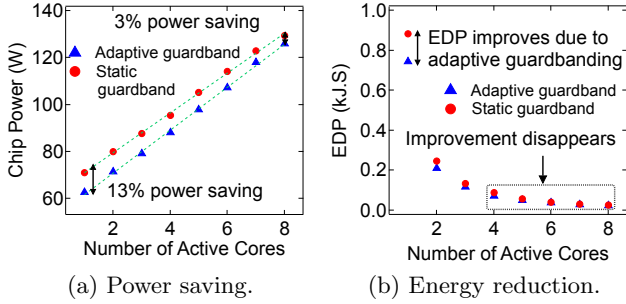 3% power saving
Adaptive guardband
Static
guardband
13% power saving
Chip Power (W)
140
120
100
80
60
2 4 6 8
Number of Active Cores
(a) Power saving.
EDP improves due to
adaptive guardbanding
Adaptive guardband
Static guardband
Improvement disappears
EDP (kJ.S)
1.0
0.8
0.6
0.4
0.2
0.0
2 4 6 8
Number of Active Cores
(b) Energy reduction.